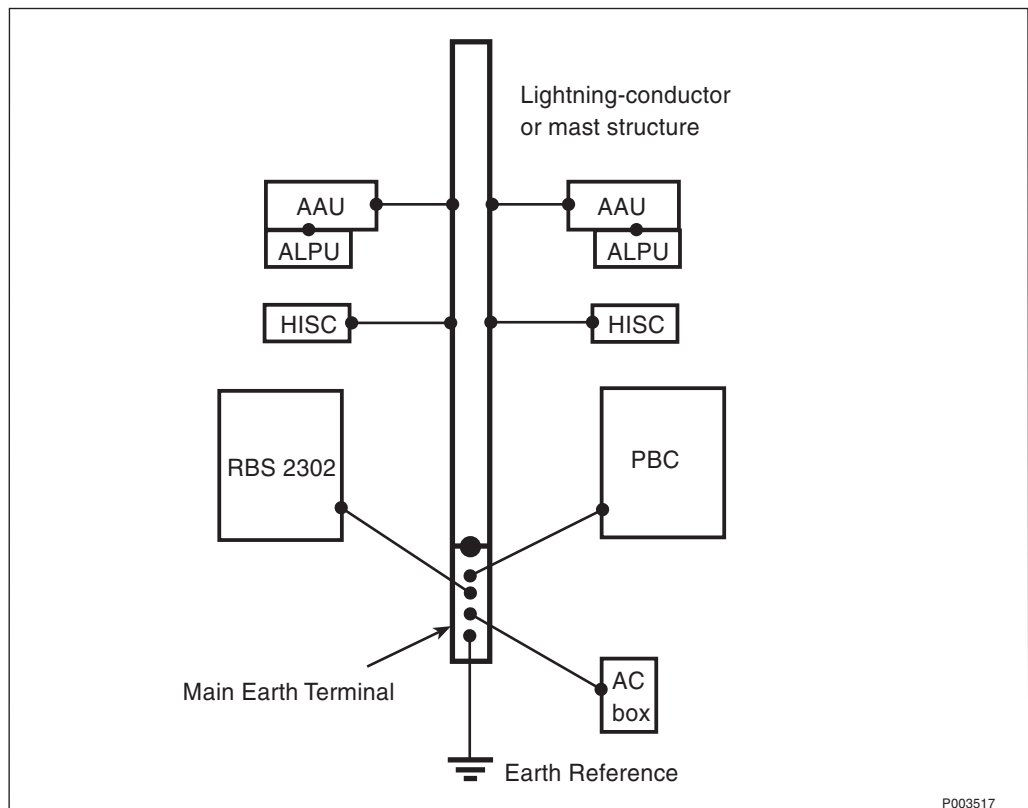 Lightning-conductor
or mast structure
AAU
AAU
ALPU
ALPU
HISC
HISC
RBS 2302
PBC
Main Earth Terminal
AC
box
Earth Reference
P003517